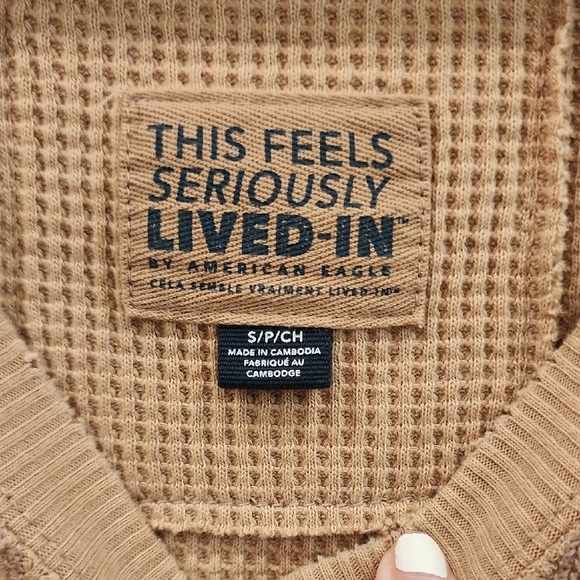 THIS FEELS
SERIOUSLY
LIVED-IN™
BY AMERICAN EAGLE
CELA SEMBLE VRAIMENT LIVED-IN™
S/P/CH
MADE IN CAMBODIA
FABRIQUÉ AU
CAMBODGE